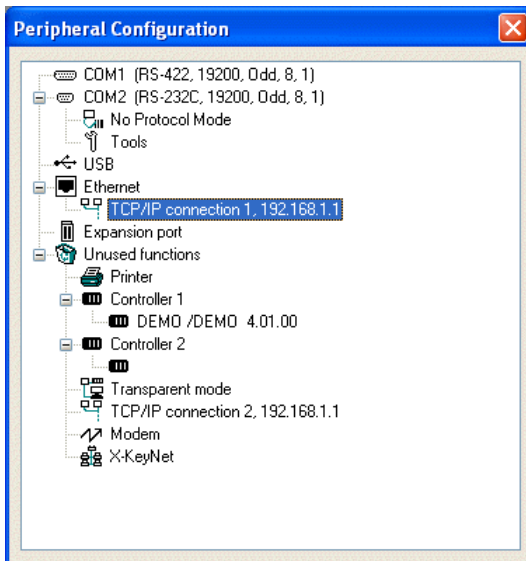 Peripheral Configuration
COM1 (RS-422, 19200, Odd, 8, 1)
COM2 (RS-232C, 19200, Odd, 8, 1)
No Protocol Mode
Tools
USB
Ethernet
TCP/IP connection 1, 192.168.1.1
Expansion port
Unused functions
Printer
Controller 1
DEMO /DEMO 4.01.00
Controller 2
Transparent mode
TCP/IP connection 2, 192.168.1.1
Modem
X-KeyNet